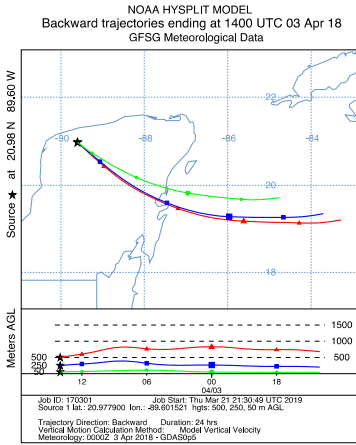 NOAA HYSPLIT MODEL
Backward trajectories ending at 1400 UTC 03 Apr 18
GFSG Meteorological Data
Source ★ at 20.98 N 89.60 W
-90 -88 -86 -84
22
20
18
Meters AGL
1500
1000
500 500
250
50
12 06 00 18
04/03
Job ID: 170301 Job Start: Thu Mar 21 21:30:49 UTC 2019
Source 1 lat.: 20.977900 lon.: -89.601521 hgts: 500, 250, 50 m AGL
Trajectory Direction: Backward Duration: 24 hrs
Vertical Motion Calculation Method: Model Vertical Velocity
Meteorology: 0000Z 3 Apr 2018 - GDAS0p5